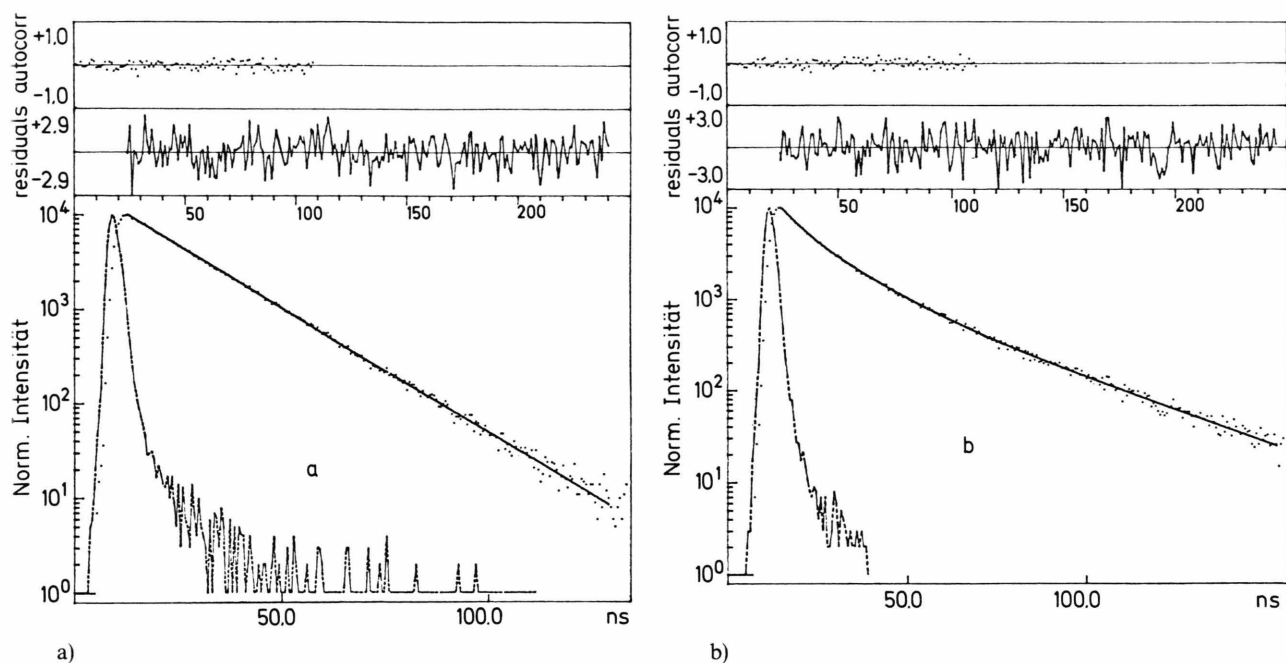 residuals autocorr
+1.0
-1.0
+2.9
-2.9
50 100 150 200
Norm. Intensität
10⁴
10³
10²
10¹
10⁰
a
50.0 100.0 ns
a)
residuals autocorr
+1.0
-1.0
+3.0
-3.0
50 100 150 200
Norm. Intensität
10⁴
10³
10²
10¹
10⁰
b
50.0 100.0 ns
b)